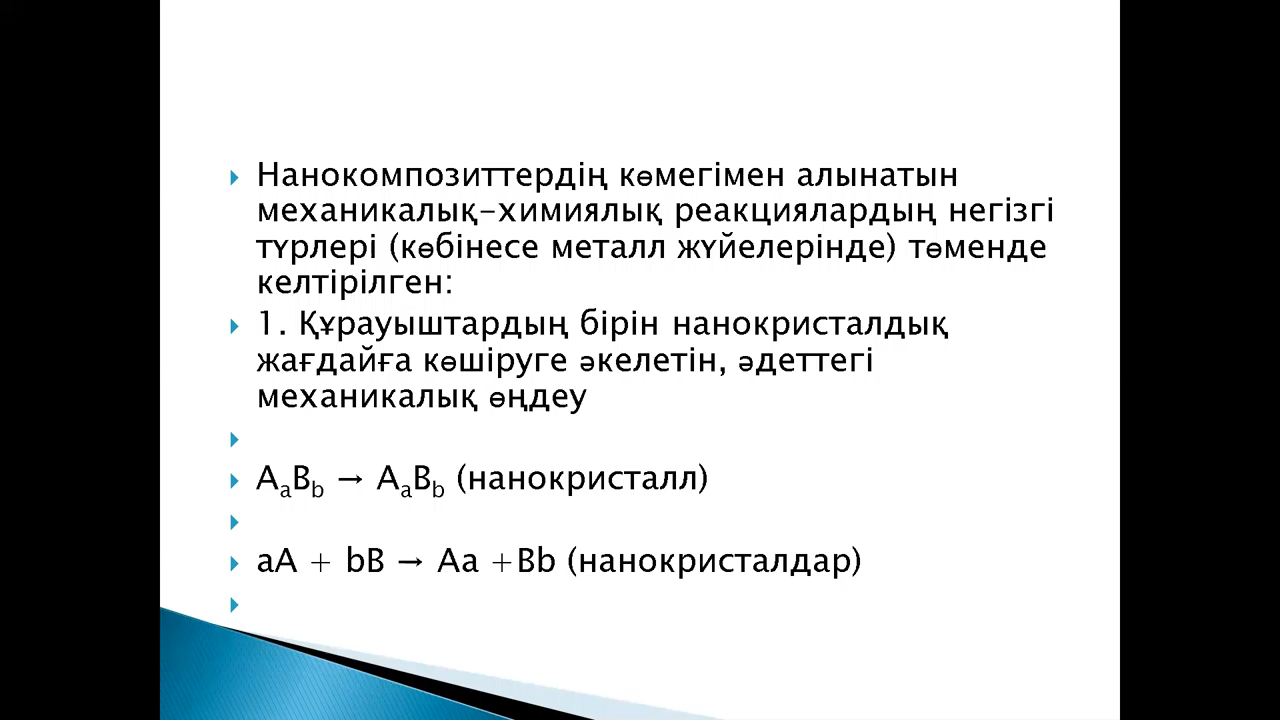 Нанокомпозиттердің көмегімен алынатын
механикалық-химиялық реакциялардың негізгі
түрлері (көбінесе металл жүйелерінде) төменде
келтірілген:
1. Құрауыштардың бірін нанокристалдық
жағдайға көшіруге әкелетін, әдеттегі
механикалық өңдеу
AaBb → AaBb (нанокристалл)
aA + bB → Aa +Bb (нанокристалдар)